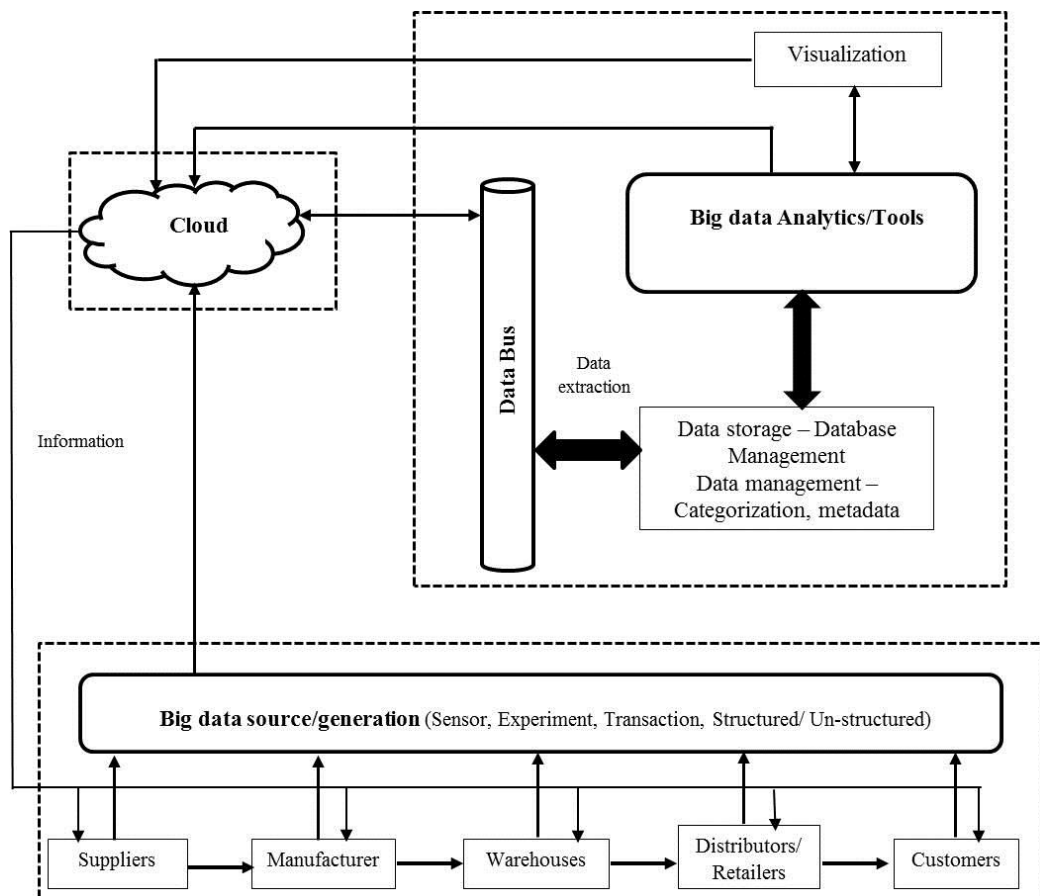 Visualization
Big data Analytics/Tools
Cloud
Data Bus
Data
extraction
Data storage – Database
Management
Data management –
Categorization, metadata
Information
Big data source/generation (Sensor, Experiment, Transaction, Structured/ Un-structured)
Suppliers
Manufacturer
Warehouses
Distributors/
Retailers
Customers